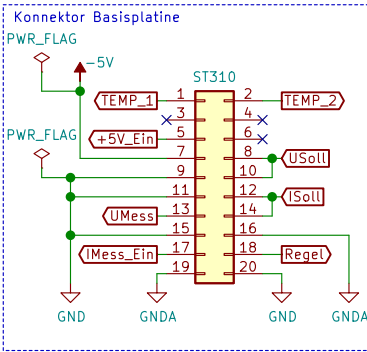 Konnektor Basisplatine
PWR_FLAG
-5V
ST310
TEMP_1 1 2 TEMP_2
3 4
PWR_FLAG
+5V_Ein 5 6
7 8 USoll
9 10
11 12 ISoll
UMess 13 14
15 16
IMess_Ein 17 18 Regel
19 20
GND GNDA GND GNDA